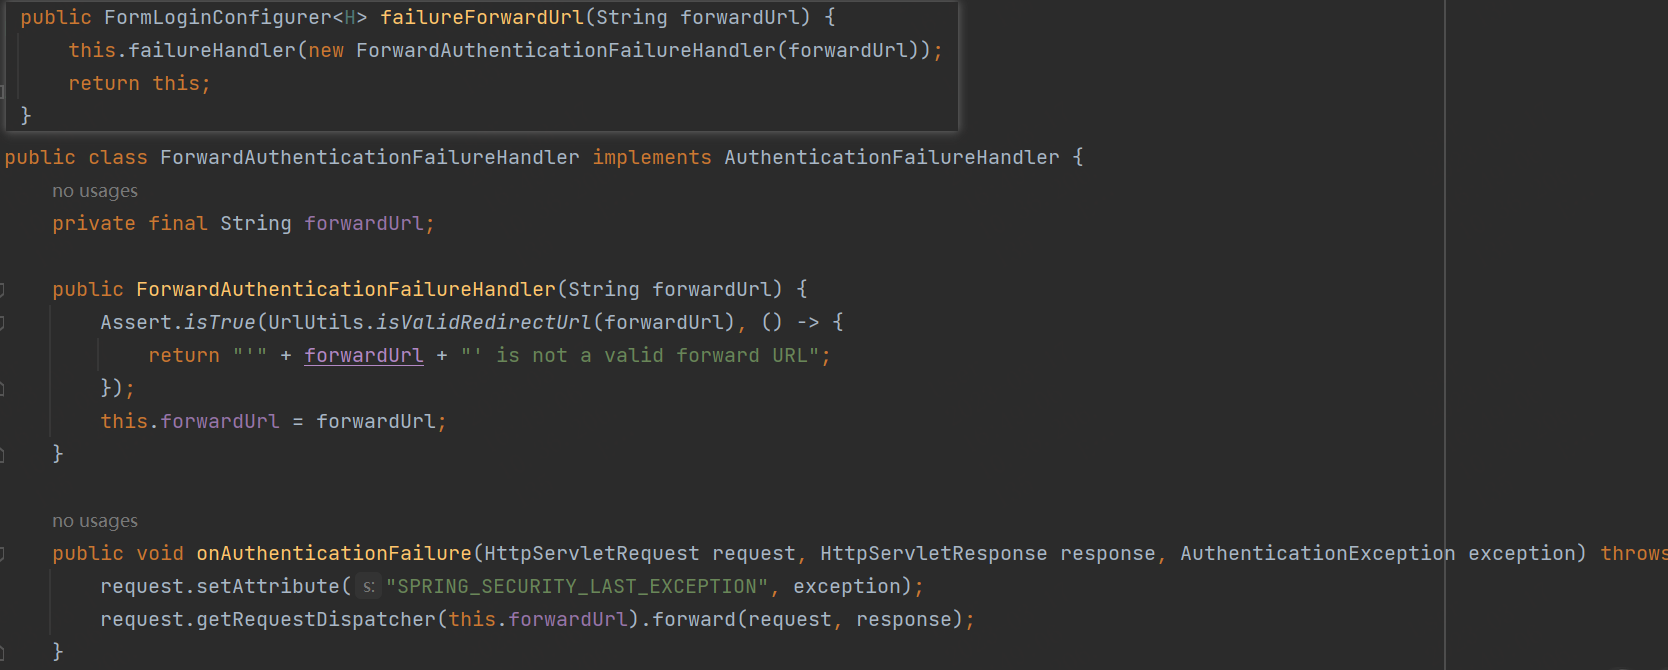 public FormLoginConfigurer<H> failureForwardUrl(String forwardUrl) {
this.failureHandler(new ForwardAuthenticationFailureHandler(forwardUrl));
return this;
}
public class ForwardAuthenticationFailureHandler implements AuthenticationFailureHandler {
no usages
private final String forwardUrl;
public ForwardAuthenticationFailureHandler(String forwardUrl) {
Assert.isTrue(UrlUtils.isValidRedirectUrl(forwardUrl), () -> {
return "'" + forwardUrl + "' is not a valid forward URL";
});
this.forwardUrl = forwardUrl;
}
no usages
public void onAuthenticationFailure(HttpServletRequest request, HttpServletResponse response, AuthenticationException exception) throws
request.setAttribute( s: "SPRING_SECURITY_LAST_EXCEPTION", exception);
request.getRequestDispatcher(this.forwardUrl).forward(request, response);
}